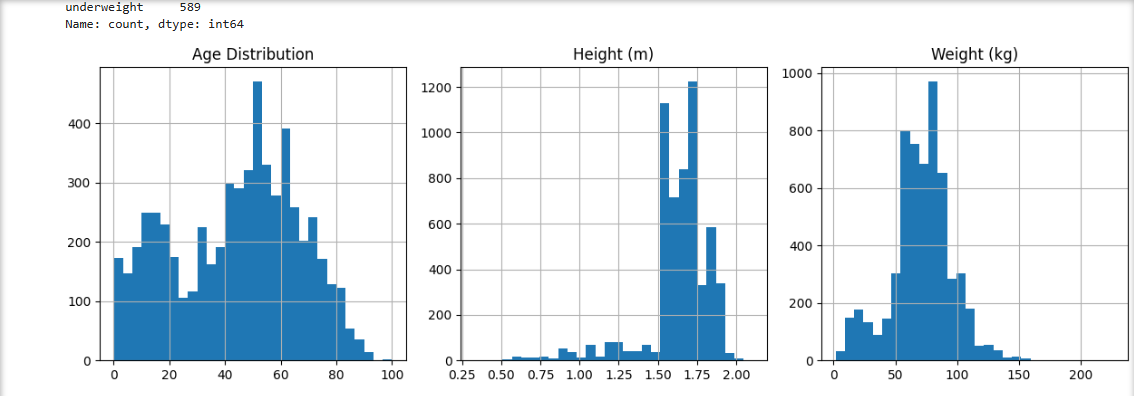 underweight     589
Name: count, dtype: int64
Age Distribution
400
300
200
100
0
0 20 40 60 80 100
Height (m)
1200
1000
800
600
400
200
0
0.25 0.50 0.75 1.00 1.25 1.50 1.75 2.00
Weight (kg)
1000
800
600
400
200
0
0 50 100 150 200